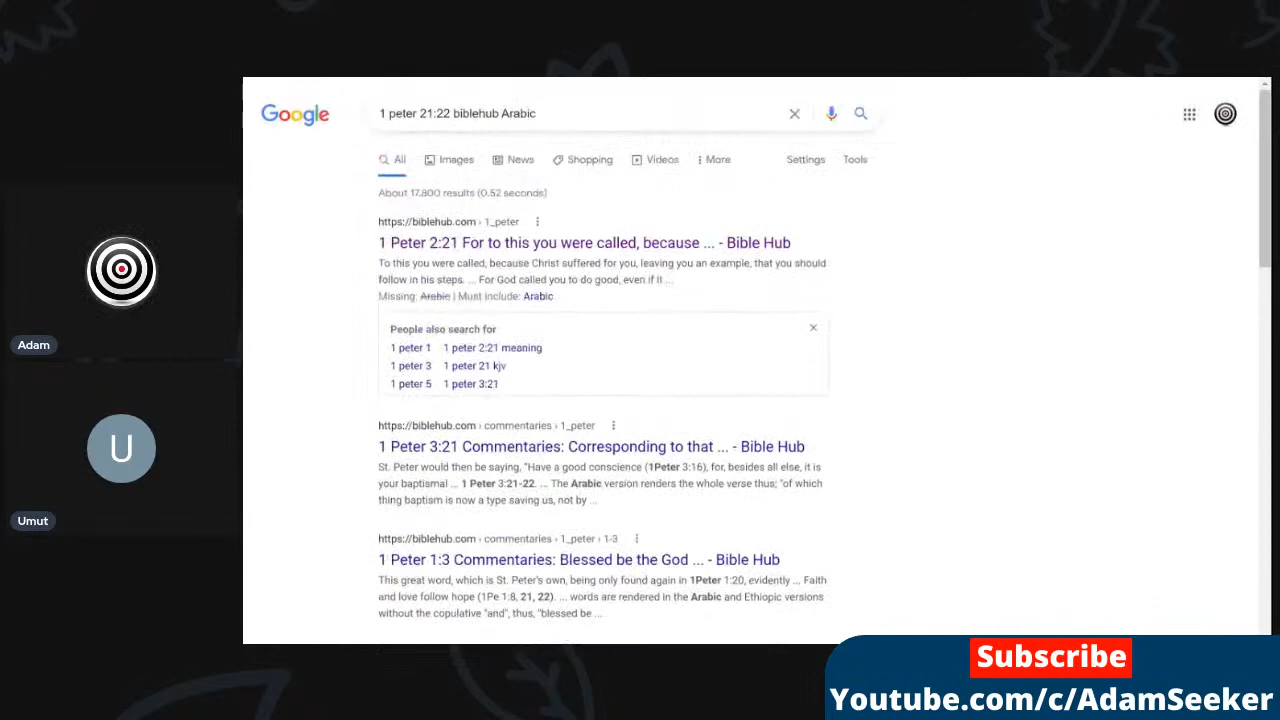 Google
1 peter 21:22 biblehub Arabic
All Images News Shopping Videos More Settings Tools
About 17,800 results (0.52 seconds)
https://biblehub.com › 1_peter
1 Peter 2:21 For to this you were called, because ... - Bible Hub
To this you were called, because Christ suffered for you, leaving you an example, that you should
follow in his steps. ... For God called you to do good, even if it ...
Missing: Arabic | Must include: Arabic
People also search for
1 peter 1 1 peter 2:21 meaning
1 peter 3 1 peter 21 kjv
1 peter 5 1 peter 3:21
https://biblehub.com › commentaries › 1_peter
1 Peter 3:21 Commentaries: Corresponding to that ... - Bible Hub
St. Peter would then be saying, "Have a good conscience (1Peter 3:16), for, besides all else, it is
your baptismal ... 1 Peter 3:21-22. ... The Arabic version renders the whole verse thus; "of which
thing baptism is now a type saving us, not by ...
https://biblehub.com › commentaries › 1_peter › 1-3
1 Peter 1:3 Commentaries: Blessed be the God ... - Bible Hub
This great word, which is St. Peter's own, being only found again in 1Peter 1:20, evidently ... Faith
and love follow hope (1Pe 1:8, 21, 22). ... words are rendered in the Arabic and Ethiopic versions
without the copulative "and", thus, "blessed be ...
Adam
U
Umut
Subscribe
Youtube.com/c/AdamSeeker